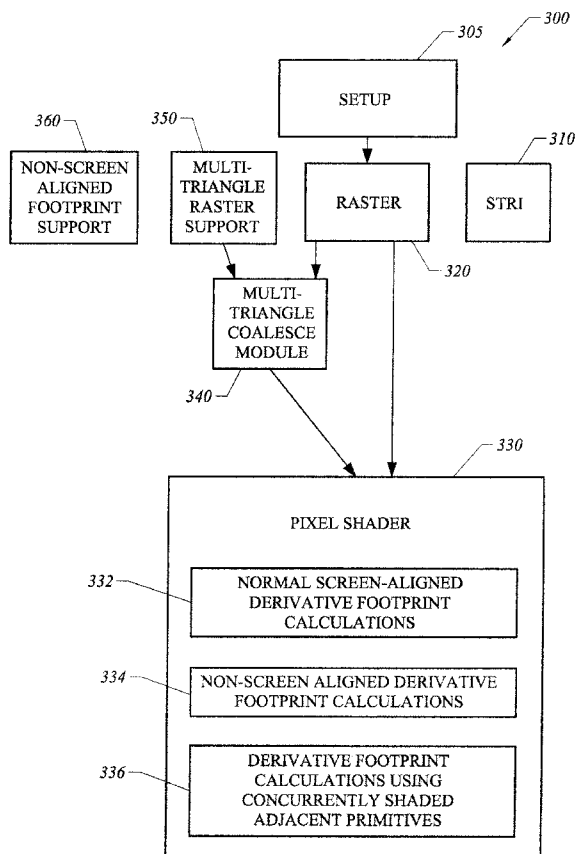 305
300
SETUP
360
350
310
NON-SCREEN
ALIGNED
FOOTPRINT
SUPPORT
MULTI-
TRIANGLE
RASTER
SUPPORT
RASTER
STRI
320
MULTI-
TRIANGLE
COALESCE
MODULE
340
330
PIXEL SHADER
332
NORMAL SCREEN-ALIGNED
DERIVATIVE FOOTPRINT
CALCULATIONS
334
NON-SCREEN ALIGNED DERIVATIVE
FOOTPRINT CALCULATIONS
336
DERIVATIVE FOOTPRINT
CALCULATIONS USING
CONCURRENTLY SHADED
ADJACENT PRIMITIVES